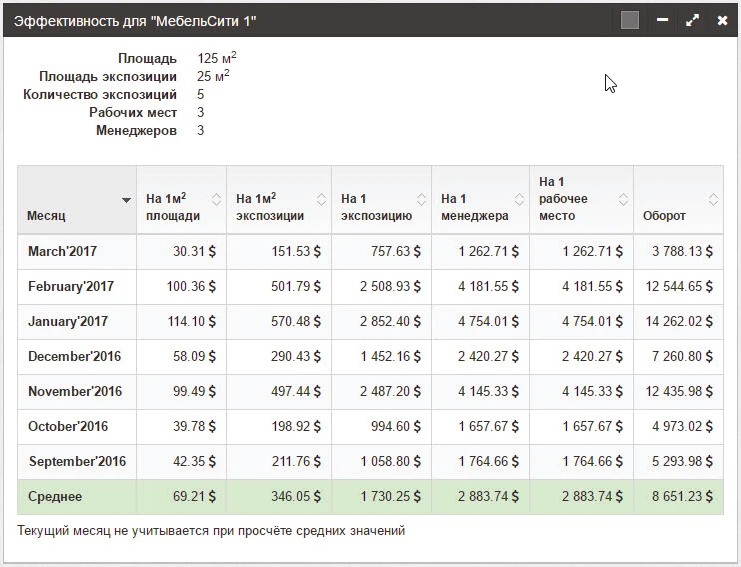 Эффективность для "МебельСити 1"
Площадь 125 м²
Площадь экспозиции 25 м²
Количество экспозиций 5
Рабочих мест 3
Менеджеров 3
Месяц На 1м² площади На 1м² экспозиции На 1 экспозицию На 1 менеджера На 1 рабочее место Оборот
March'2017 30.31 $ 151.53 $ 757.63 $ 1 262.71 $ 1 262.71 $ 3 788.13 $
February'2017 100.36 $ 501.79 $ 2 508.93 $ 4 181.55 $ 4 181.55 $ 12 544.65 $
January'2017 114.10 $ 570.48 $ 2 852.40 $ 4 754.01 $ 4 754.01 $ 14 262.02 $
December'2016 58.09 $ 290.43 $ 1 452.16 $ 2 420.27 $ 2 420.27 $ 7 260.80 $
November'2016 99.49 $ 497.44 $ 2 487.20 $ 4 145.33 $ 4 145.33 $ 12 435.98 $
October'2016 39.78 $ 198.92 $ 994.60 $ 1 657.67 $ 1 657.67 $ 4 973.02 $
September'2016 42.35 $ 211.76 $ 1 058.80 $ 1 764.66 $ 1 764.66 $ 5 293.98 $
Среднее 69.21 $ 346.05 $ 1 730.25 $ 2 883.74 $ 2 883.74 $ 8 651.23 $
Текущий месяц не учитывается при просчёте средних значений